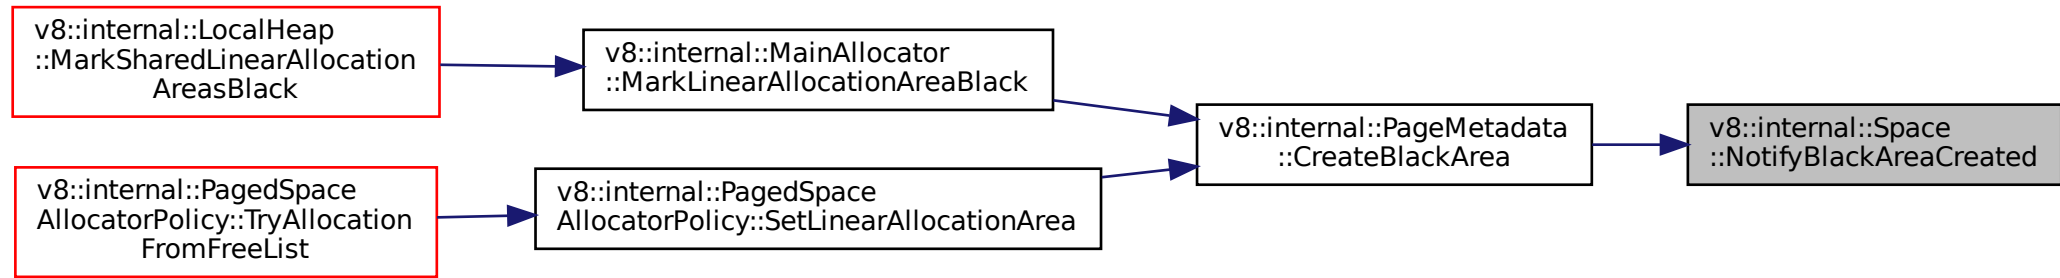 v8::internal::LocalHeap
::MarkSharedLinearAllocation
AreasBlack
v8::internal::MainAllocator
::MarkLinearAllocationAreaBlack
v8::internal::PageMetadata
::CreateBlackArea
v8::internal::Space
::NotifyBlackAreaCreated
v8::internal::PagedSpace
AllocatorPolicy::TryAllocation
FromFreeList
v8::internal::PagedSpace
AllocatorPolicy::SetLinearAllocationArea